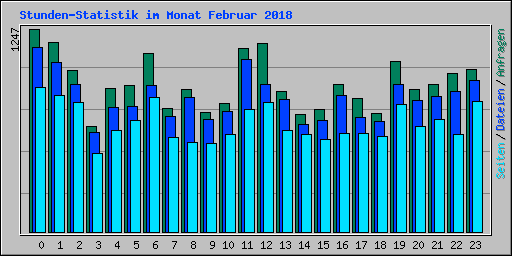 Stunden-Statistik im Monat Februar 2018
1247
Seiten / Dateien / Anfragen
0 1 2 3 4 5 6 7 8 9 10 11 12 13 14 15 16 17 18 19 20 21 22 23